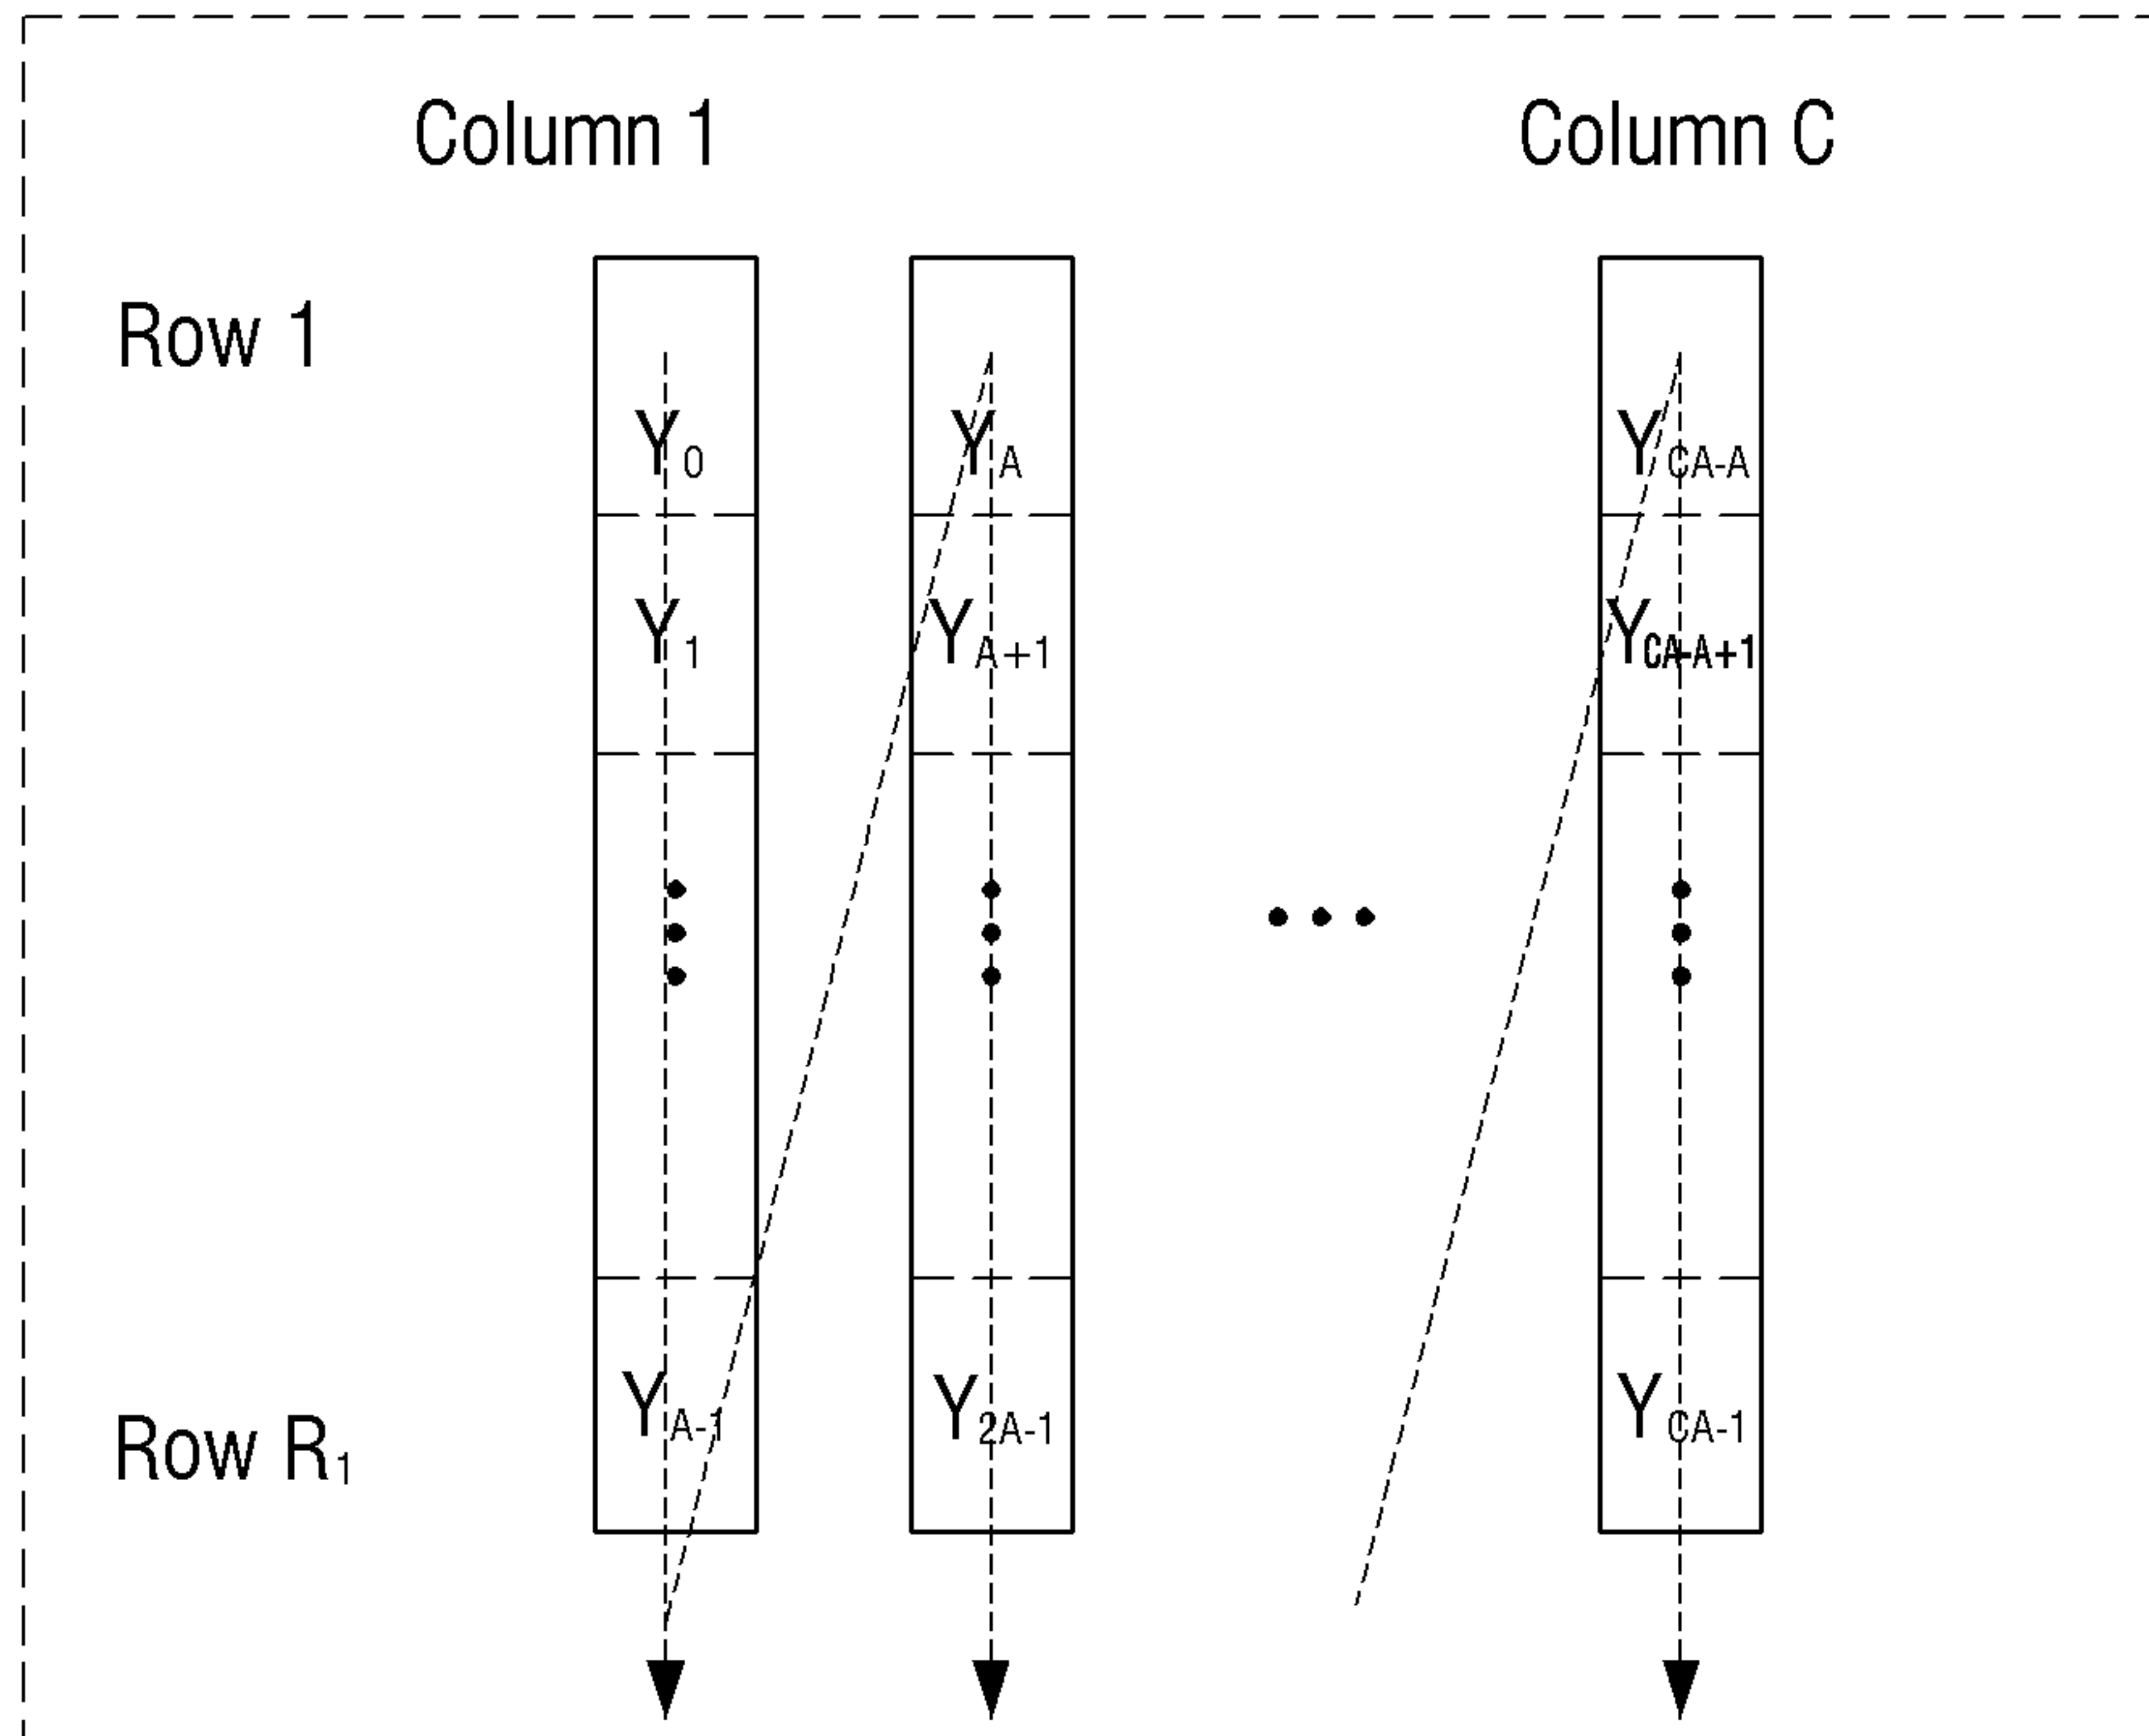 Column 1 Column C
Row 1
Y0 YA YCA-A
Y1 YA+1 YCA-A+1
YA-1 Y2A-1 YCA-1
Row R1